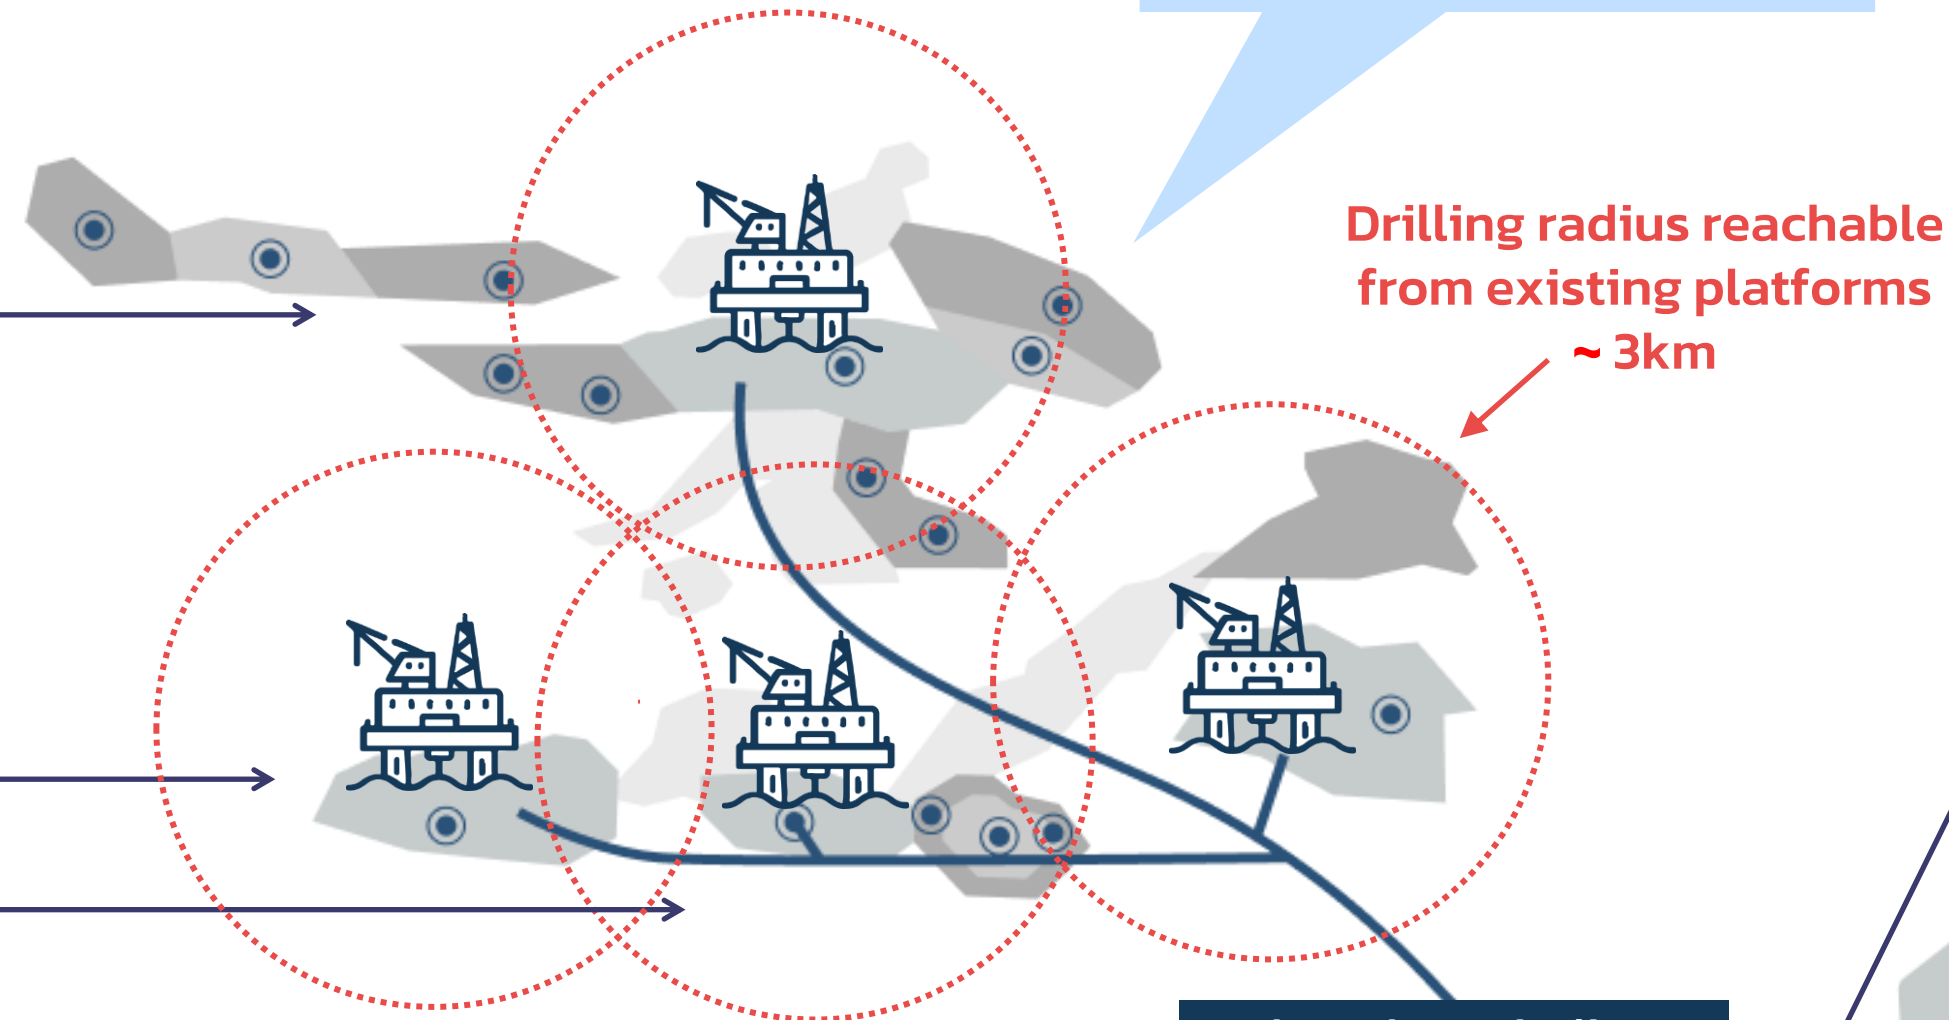 Drilling radius reachable
from existing platforms
~ 3km